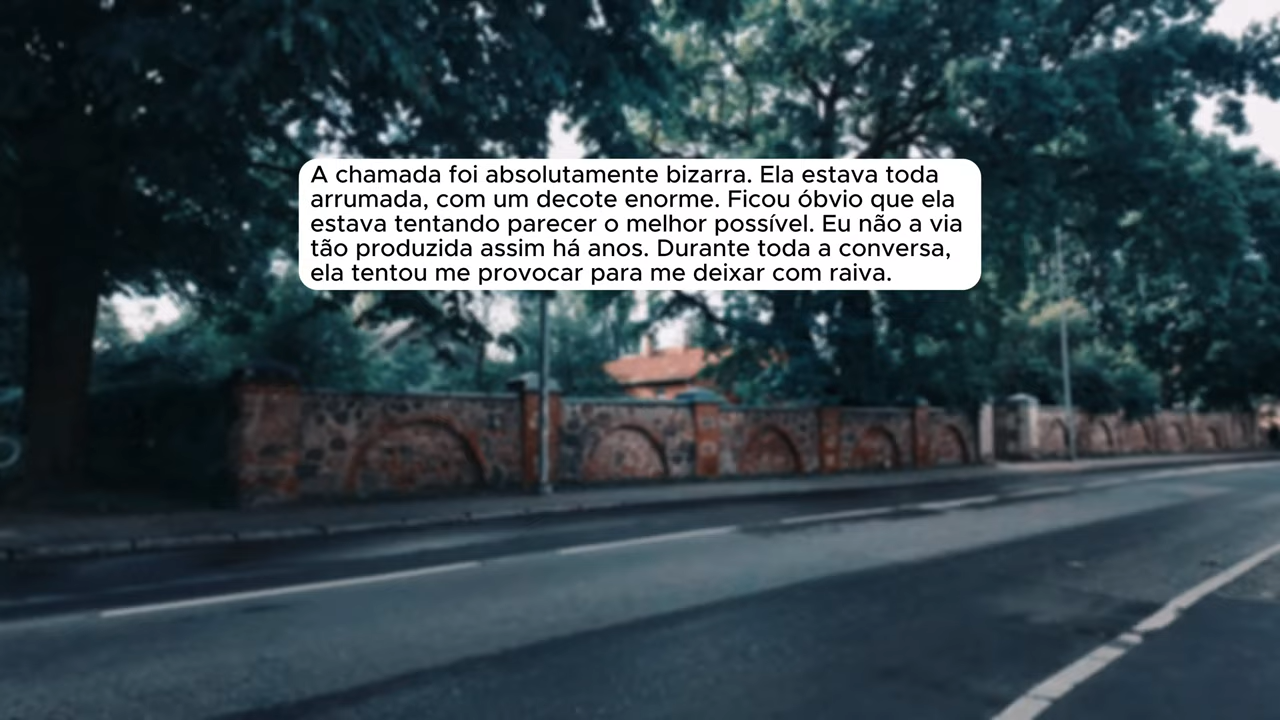 A chamada foi absolutamente bizarra. Ela estava toda
arrumada, com um decote enorme. Ficou óbvio que ela
estava tentando parecer o melhor possível. Eu não a via
tão produzida assim há anos. Durante toda a conversa,
ela tentou me provocar para me deixar com raiva.